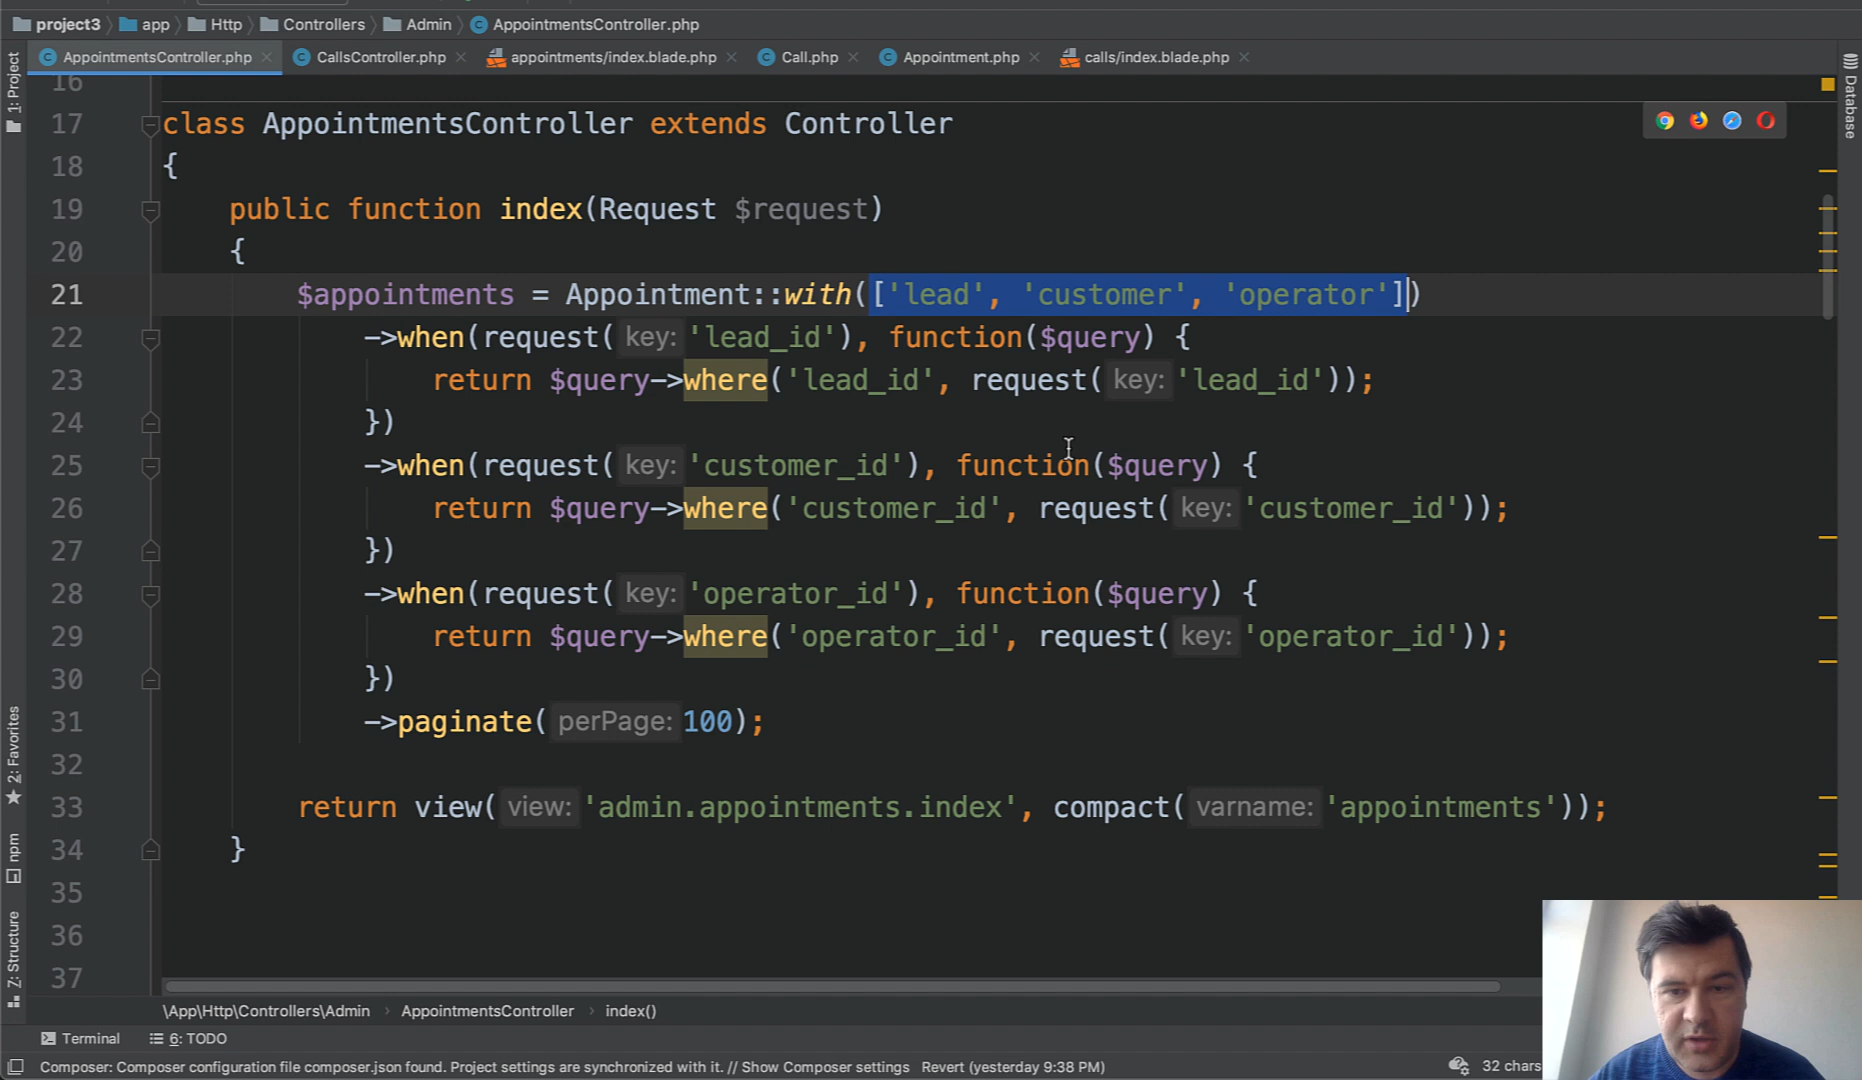 project3 app Http Controllers Admin AppointmentsController.php
AppointmentsController.php CallsController.php appointments/index.blade.php Call.php Appointment.php calls/index.blade.php
1: Project
Database
16
17 class AppointmentsController extends Controller
18 {
19 public function index(Request $request)
20 {
21 $appointments = Appointment::with(['lead', 'customer', 'operator'])
22 ->when(request( key: 'lead_id'), function($query) {
23 return $query->where('lead_id', request( key: 'lead_id'));
24 })
25 ->when(request( key: 'customer_id'), function($query) {
26 return $query->where('customer_id', request( key: 'customer_id'));
27 })
28 ->when(request( key: 'operator_id'), function($query) {
29 return $query->where('operator_id', request( key: 'operator_id'));
30 })
31 ->paginate( perPage: 100);
32
33 return view( view: 'admin.appointments.index', compact( varname: 'appointments'));
34 }
35
36
37
2: Favorites
npm
Z: Structure
\App\Http\Controllers\Admin › AppointmentsController › index()
Terminal 6: TODO
Composer: Composer configuration file composer.json found. Project settings are synchronized with it. // Show Composer settings Revert (yesterday 9:38 PM) 32 chars